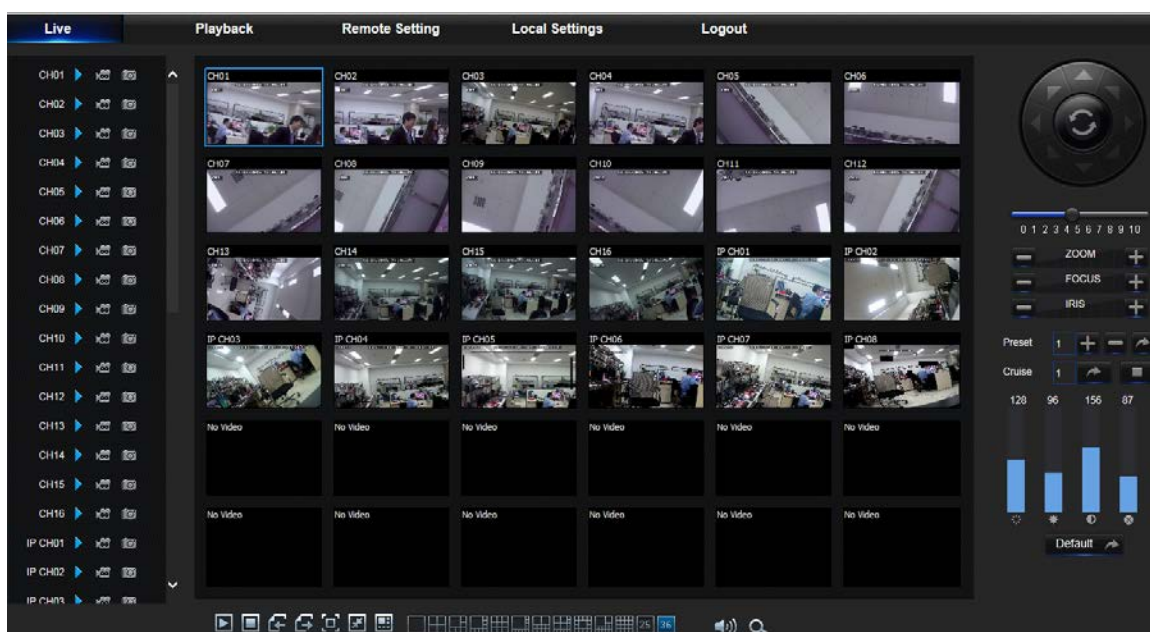 Live Playback Remote Setting Local Settings Logout
CH01
CH02
CH03
CH04
CH05
CH06
CH07
CH08
CH09
CH10
CH11
CH12
CH13
CH14
CH15
CH16
IP CH01
IP CH02
IP CH03
CH01 CH02 CH03 CH04 CH05 CH06
CH07 CH08 CH09 CH10 CH11 CH12
CH13 CH14 CH15 CH16 IP CH01 IP CH02
IP CH03 IP CH04 IP CH05 IP CH06 IP CH07 IP CH08
No Video No Video No Video No Video No Video No Video
No Video No Video No Video No Video No Video No Video
25 36
0 1 2 3 4 5 6 7 8 9 10
ZOOM
FOCUS
IRIS
Preset 1
Cruise 1
128 96 156 87
Default